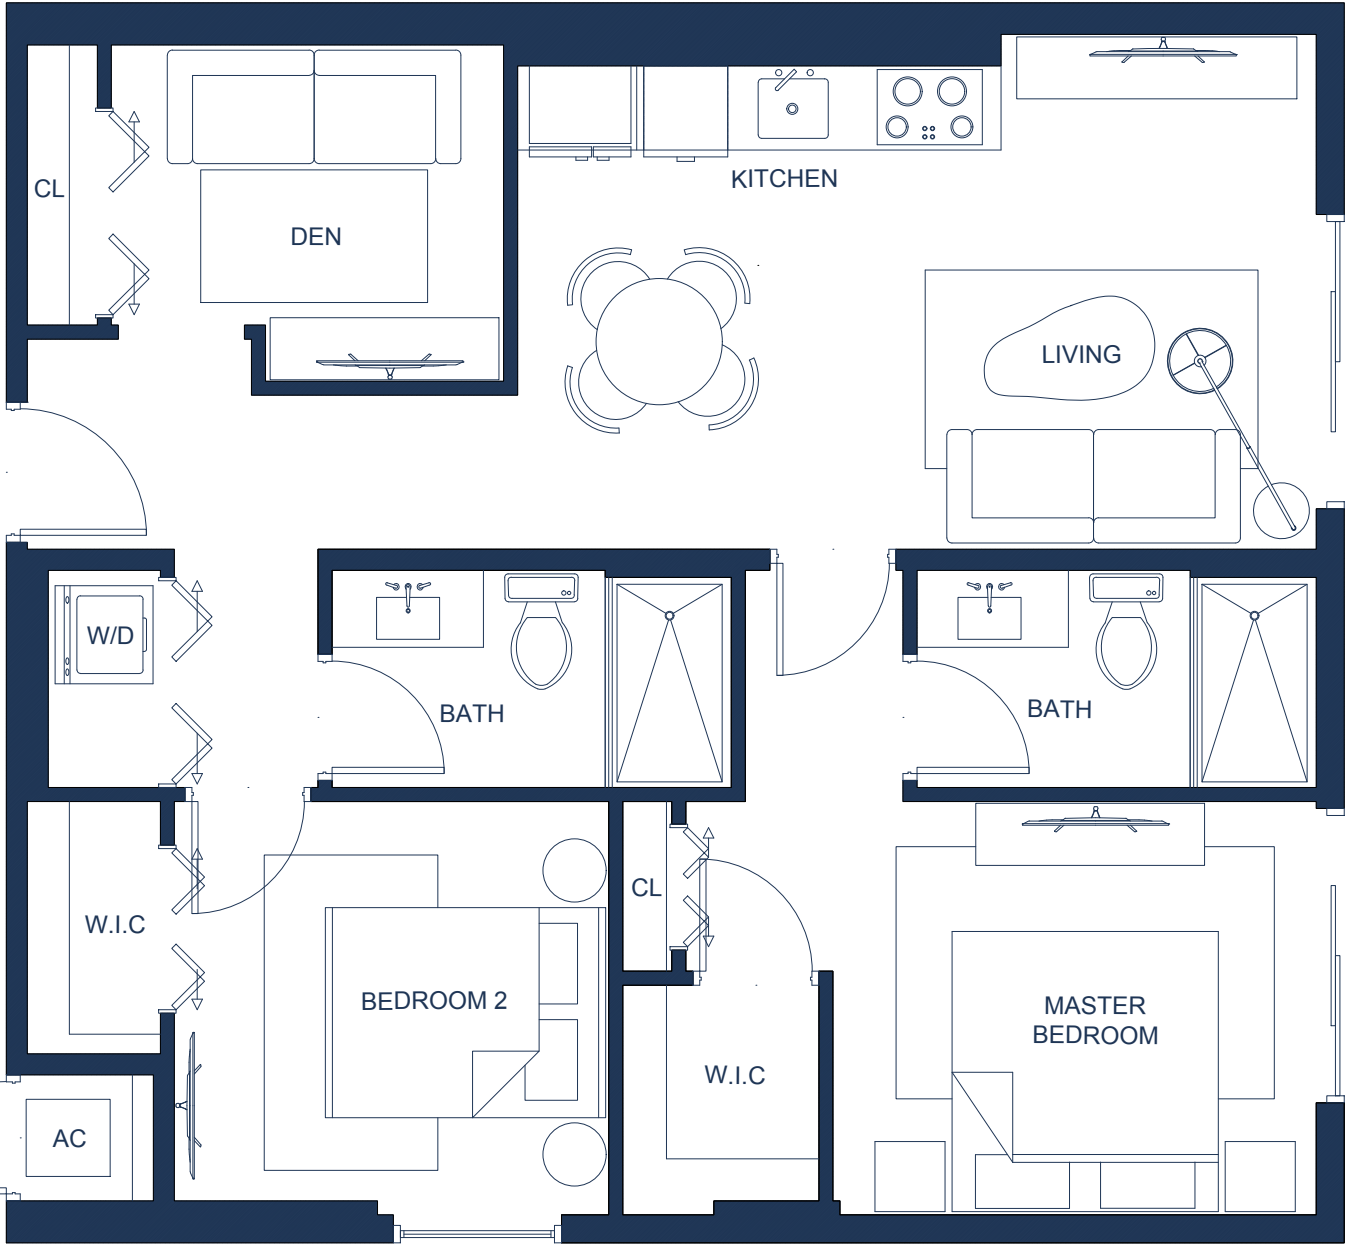 KITCHEN
CL
DEN
LIVING
W/D
BATH
BATH
CL
W.I.C
BEDROOM 2
MASTER
BEDROOM
W.I.C
AC